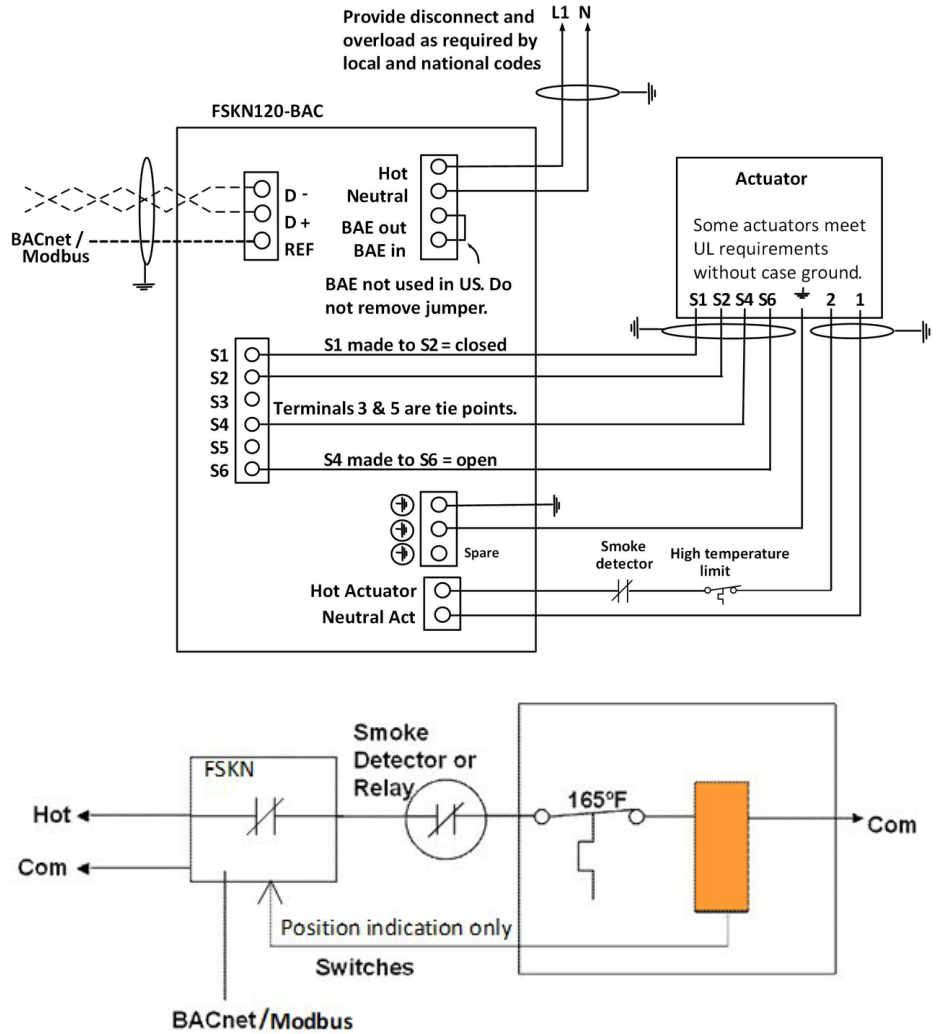 Provide disconnect and
overload as required by
local and national codes
L1 N
FSKN120-BAC
Hot
Neutral
BAE out
BAE in
D -
D +
REF
BACnet /
Modbus
BAE not used in US. Do
not remove jumper.
Actuator
Some actuators meet
UL requirements
without case ground.
S1 S2 S4 S6 2 1
S1 S1 made to S2 = closed
S2
S3
Terminals 3 & 5 are tie points.
S4
S5
S6 S4 made to S6 = open
Spare
Smoke
detector
High temperature
limit
Hot Actuator
Neutral Act
Smoke
Detector or
Relay
FSKN
165°F
Hot
Com
Com
Position indication only
Switches
BACnet/Modbus